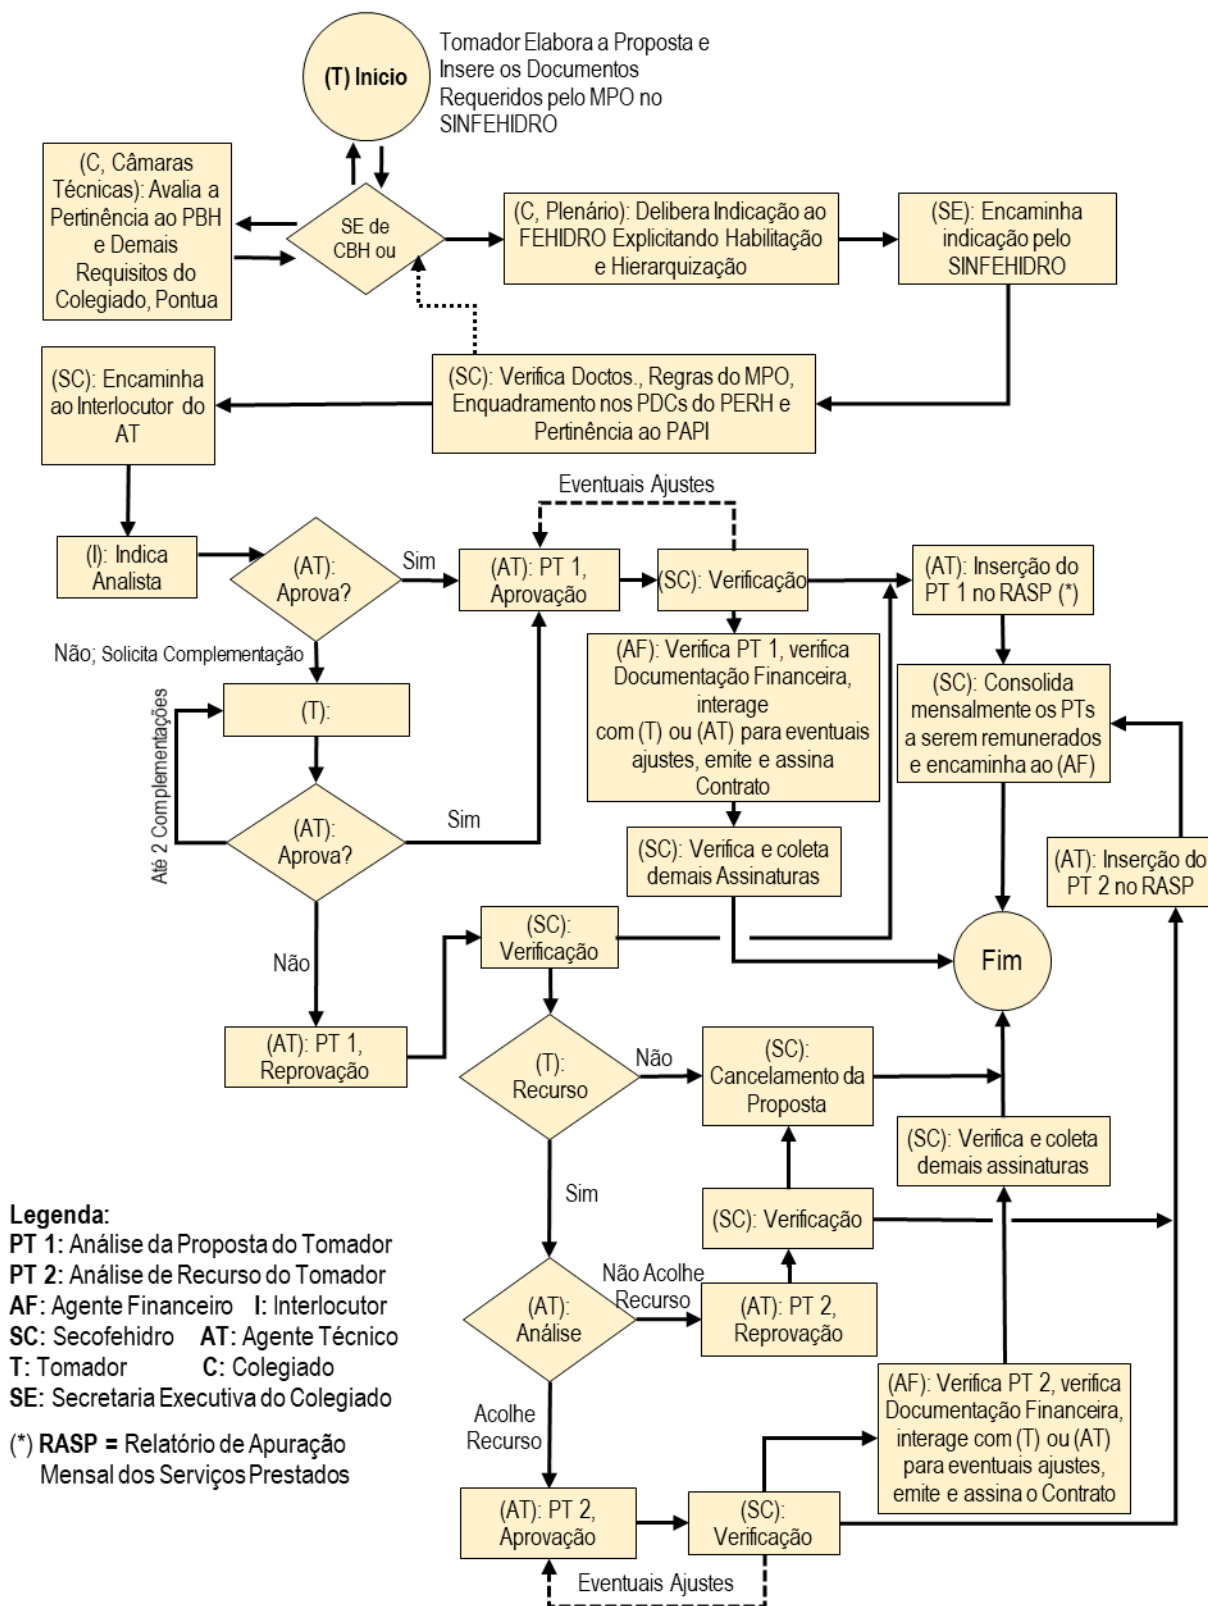 (T) Início
Tomador Elabora a Proposta e
Insere os Documentos
Requeridos pelo MPO no
SINFEHIDRO
(C, Câmaras
Técnicas): Avalia a
Pertinência ao PBH
e Demais
Requisitos do
Colegiado, Pontua
SE de
CBH ou
(C, Plenário): Delibera Indicação ao
FEHIDRO Explicitando Habilitação
e Hierarquização
(SE): Encaminha
indicação pelo
SINFEHIDRO
(SC): Encaminha
ao Interlocutor do
AT
(SC): Verifica Doctos., Regras do MPO,
Enquadramento nos PDCs do PERH e
Pertinência ao PAPI
Eventuais Ajustes
(I): Indica
Analista
(AT):
Aprova?
Sim
(AT): PT 1,
Aprovação
(SC): Verificação
(AT): Inserção do
PT 1 no RASP (*)
Não; Solicita Complementação
(T):
Até 2 Complementações
(AF): Verifica PT 1, verifica
Documentação Financeira,
interage
com (T) ou (AT) para eventuais
ajustes, emite e assina
Contrato
(SC): Consolida
mensalmente os PTs
a serem remunerados
e encaminha ao (AF)
(AT):
Aprova?
Sim
(SC): Verifica e coleta
demais Assinaturas
(AT): Inserção do
PT 2 no RASP
Não
(SC):
Verificação
Fim
(AT): PT 1,
Reprovação
(T):
Recurso
Não
(SC):
Cancelamento da
Proposta
(SC): Verifica e coleta
demais assinaturas
Sim
(SC): Verificação
Não Acolhe
Recurso
(AT):
Análise
(AT): PT 2,
Reprovação
Acolhe
Recurso
(AF): Verifica PT 2, verifica
Documentação Financeira,
interage com (T) ou (AT)
para eventuais ajustes,
emite e assina o Contrato
(AT): PT 2,
Aprovação
(SC):
Verificação
Eventuais Ajustes
Legenda:
PT 1: Análise da Proposta do Tomador
PT 2: Análise de Recurso do Tomador
AF: Agente Financeiro I: Interlocutor
SC: Secofehidro AT: Agente Técnico
T: Tomador C: Colegiado
SE: Secretaria Executiva do Colegiado
(*) RASP = Relatório de Apuração
Mensal dos Serviços Prestados